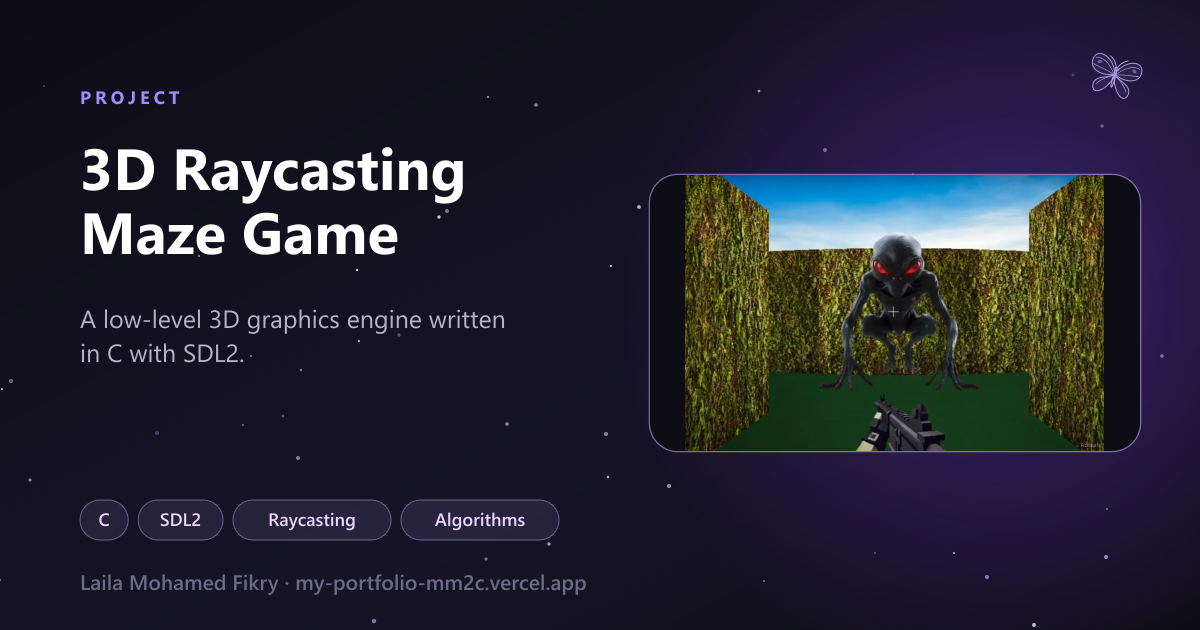 PROJECT
3D Raycasting
Maze Game
A low-level 3D graphics engine written
in C with SDL2.
C
SDL2
Raycasting
Algorithms
Laila Mohamed Fikry · my-portfolio-mm2c.vercel.app